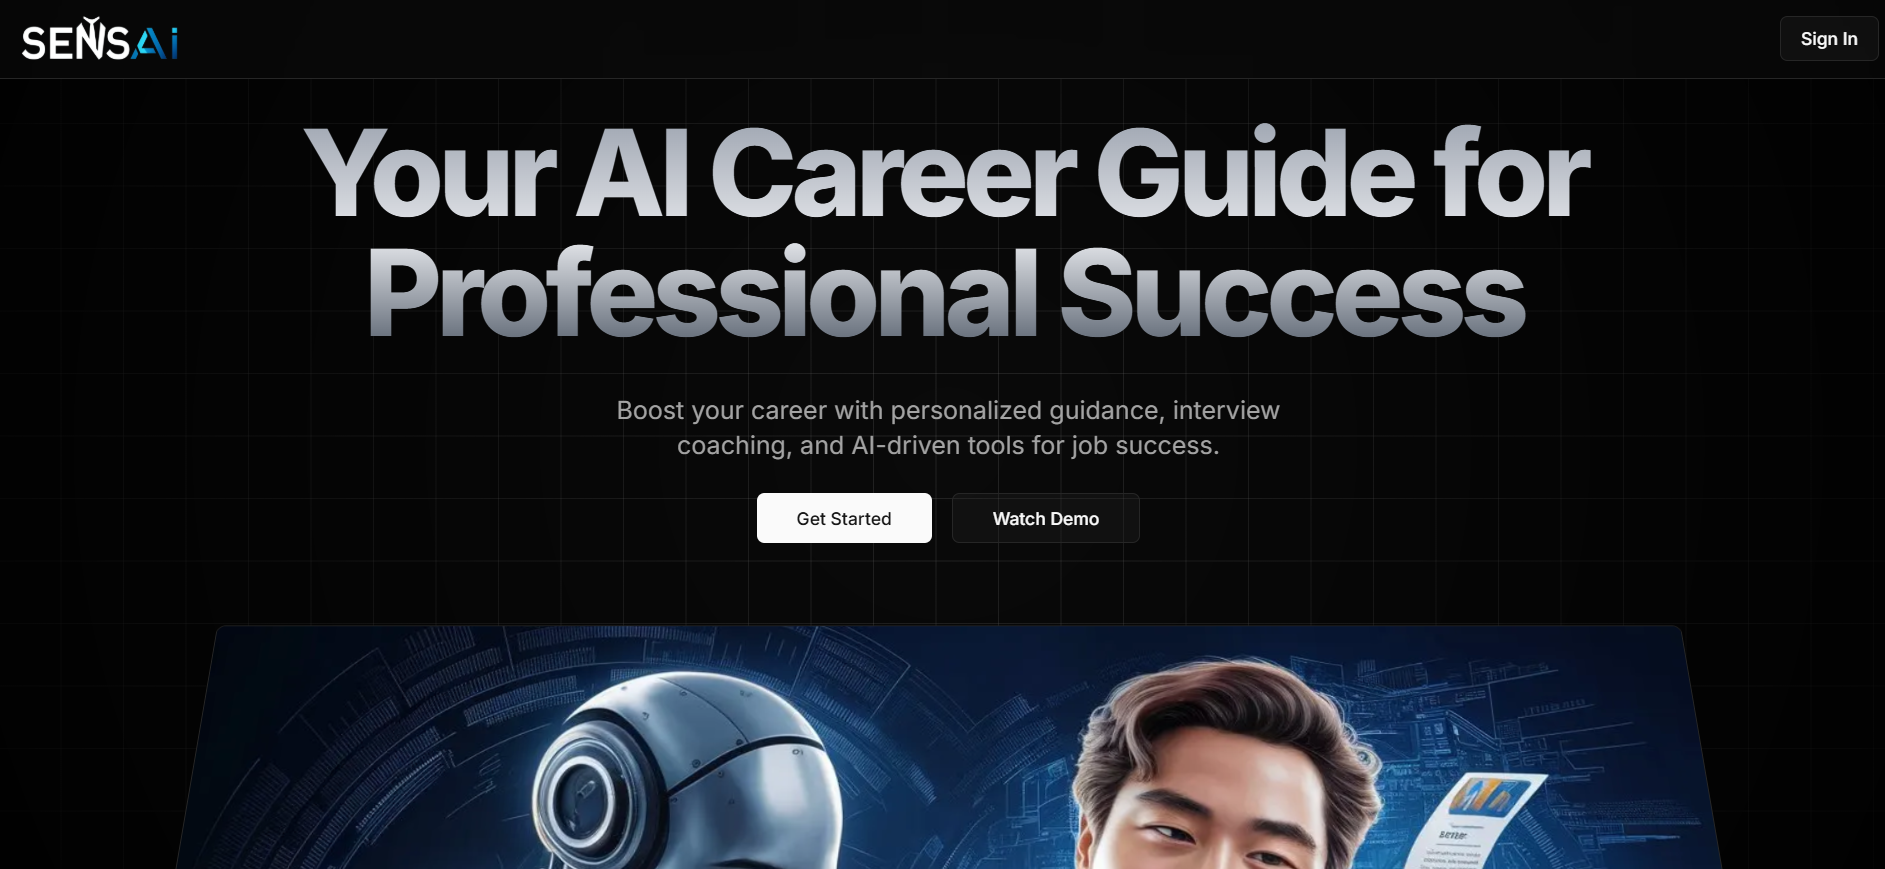 SENSAi
Sign In
Your AI Career Guide for
Professional Success
Boost your career with personalized guidance, interview
coaching, and AI-driven tools for job success.
Get Started
Watch Demo